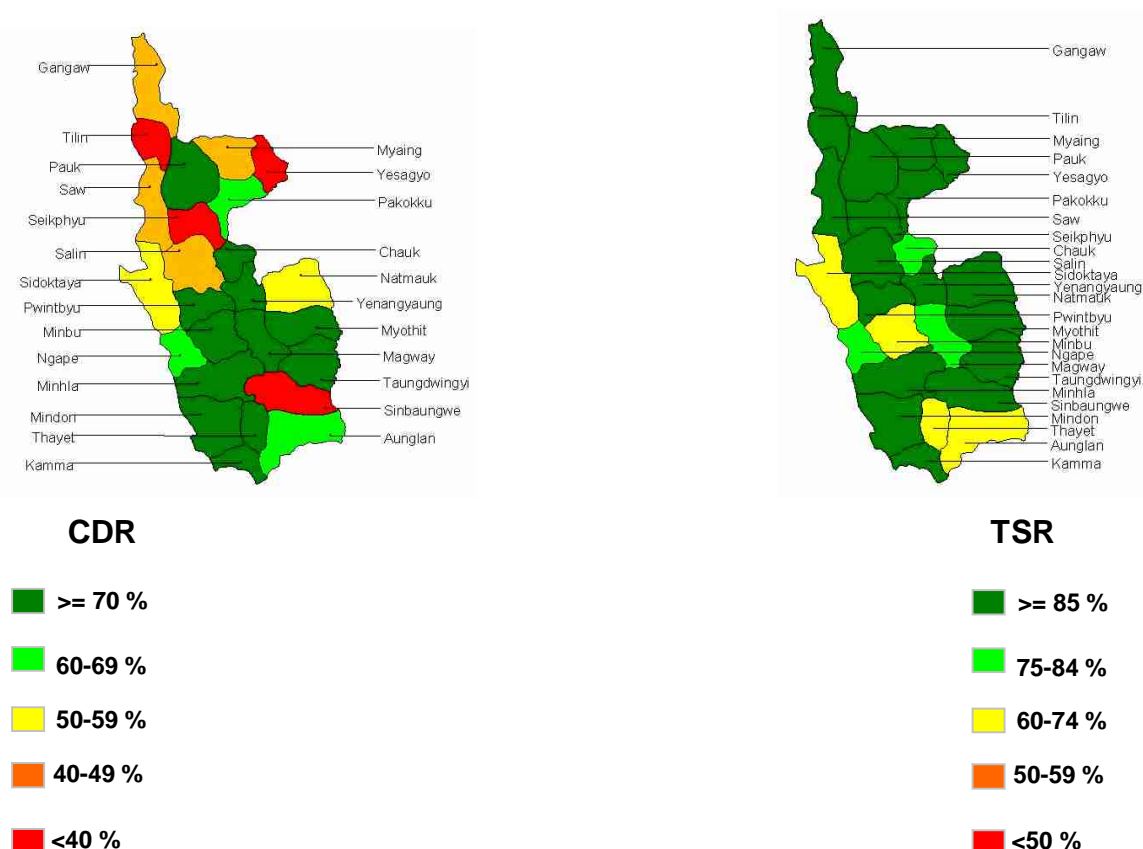 Gangaw
Tilin
Pauk
Saw
Seikphyu
Salin
Sidoktaya
Pwintbyu
Minbu
Ngape
Minhla
Mindon
Thayet
Kamma
Myaing
Yesagyo
Pakokku
Chauk
Natmauk
Yenangyaung
Myothit
Magway
Taungdwingyi
Sinbaungwe
Aunglan
CDR
>= 70 %
60-69 %
50-59 %
40-49 %
<40 %
Gangaw
Tilin
Myaing
Pauk
Yesagyo
Pakokku
Saw
Seikphyu
Chauk
Salin
Sidoktaya
Yenangyaung
Natmauk
Pwintbyu
Myothit
Minbu
Ngape
Magway
Taungdwingyi
Minhla
Sinbaungwe
Mindon
Thayet
Aunglan
Kamma
TSR
>= 85 %
75-84 %
60-74 %
50-59 %
<50 %